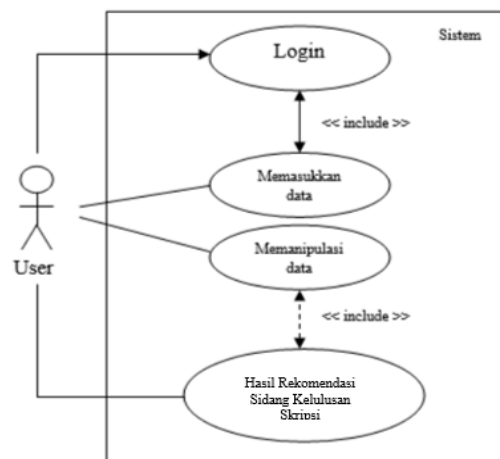 Sistem
Login
<< include >>
Memasukkan
data
User
Memanipulasi
data
<< include >>
Hasil Rekomendasi
Sidang Kelulusan
Skripsi